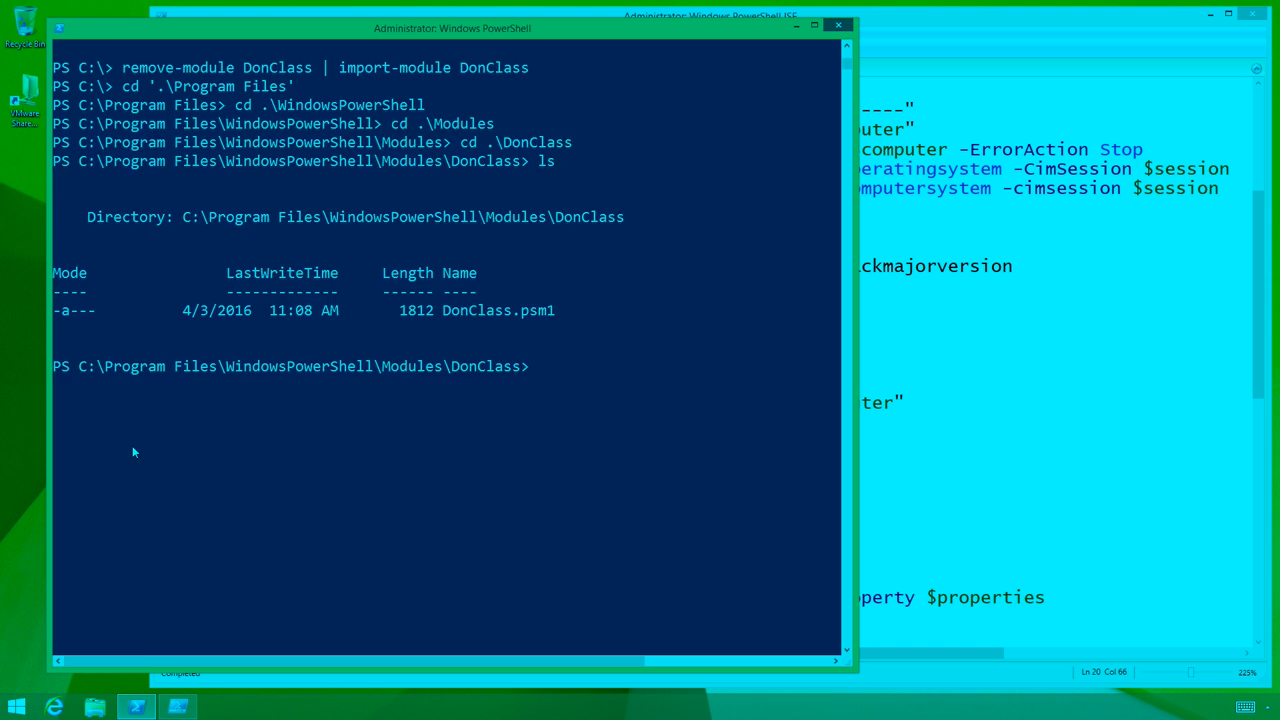 Administrator: Windows PowerShell ISE
Administrator: Windows PowerShell
Recycle Bin
VMware
Share...
PS C:\> remove-module DonClass | import-module DonClass
PS C:\> cd '.\Program Files'
PS C:\Program Files> cd .\WindowsPowerShell
PS C:\Program Files\WindowsPowerShell> cd .\Modules
PS C:\Program Files\WindowsPowerShell\Modules> cd .\DonClass
PS C:\Program Files\WindowsPowerShell\Modules\DonClass> ls
Directory: C:\Program Files\WindowsPowerShell\Modules\DonClass
Mode LastWriteTime Length Name
---- ------------- ------ ----
-a--- 4/3/2016 11:08 AM 1812 DonClass.psm1
PS C:\Program Files\WindowsPowerShell\Modules\DonClass>
----"
uter"
computer -ErrorAction Stop
eratingsystem -CimSession $session
mputersystem -cimsession $session
ckmajorversion
ter"
perty $properties
Completed
Ln 20 Col 66
225%